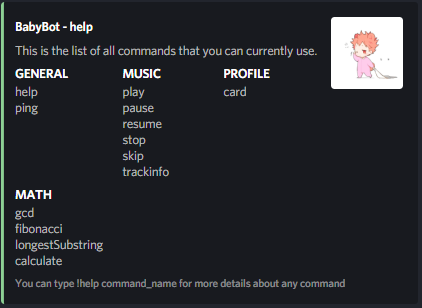 BabyBot - help
This is the list of all commands that you can currently use.
GENERAL
help
ping
MUSIC
play
pause
resume
stop
skip
trackinfo
PROFILE
card
MATH
gcd
fibonacci
longestSubstring
calculate
You can type !help command_name for more details about any command